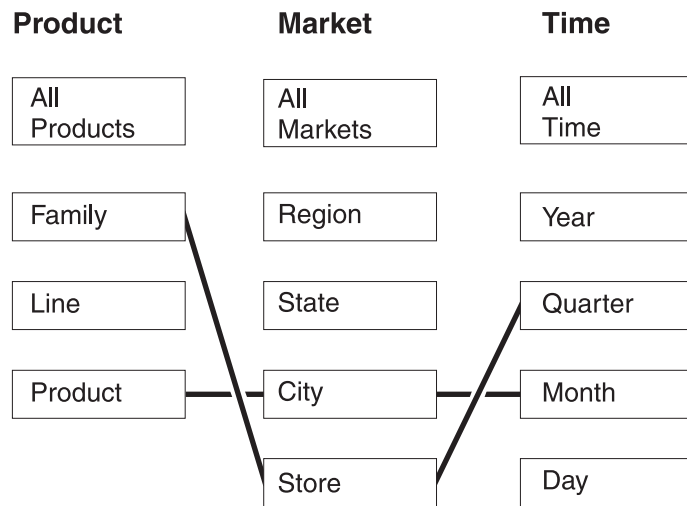 Product Market Time
All Products
All Markets
All Time
Family Region Year
Line State Quarter
Product City Month
Store Day